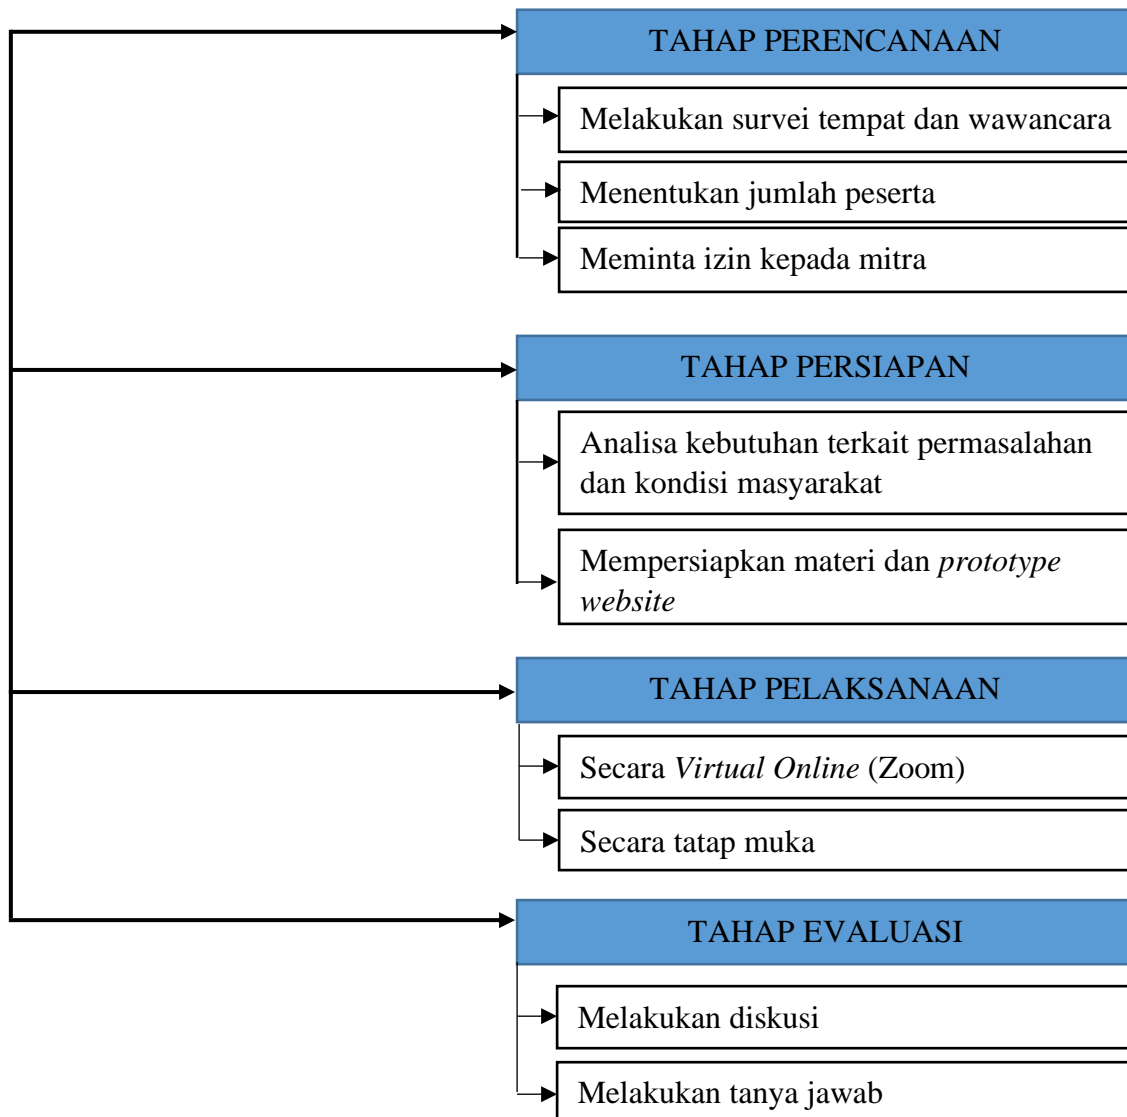 TAHAP PERENCANAAN
Melakukan survei tempat dan wawancara
Menentukan jumlah peserta
Meminta izin kepada mitra
TAHAP PERSIAPAN
Analisa kebutuhan terkait permasalahan
dan kondisi masyarakat
Mempersiapkan materi dan prototype
website
TAHAP PELAKSANAAN
Secara Virtual Online (Zoom)
Secara tatap muka
TAHAP EVALUASI
Melakukan diskusi
Melakukan tanya jawab